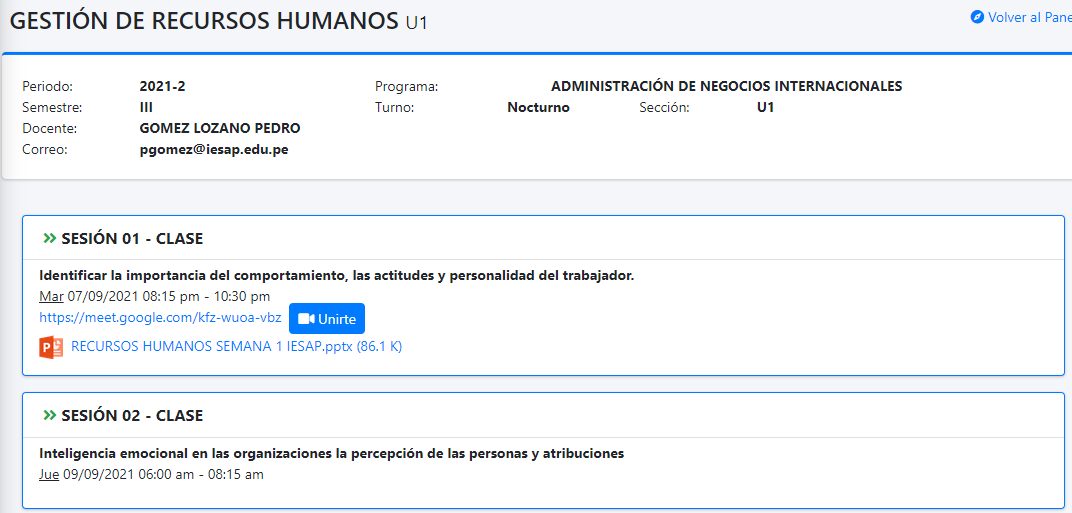 GESTIÓN DE RECURSOS HUMANOS U1
Volver al Pane
Periodo: 2021-2 Programa: ADMINISTRACIÓN DE NEGOCIOS INTERNACIONALES
Semestre: III Turno: Nocturno Sección: U1
Docente: GOMEZ LOZANO PEDRO
Correo: pgomez@iesap.edu.pe
SESIÓN 01 - CLASE
Identificar la importancia del comportamiento, las actitudes y personalidad del trabajador.
Mar 07/09/2021 08:15 pm - 10:30 pm
https://meet.google.com/kfz-wuoa-vbz Unirte
RECURSOS HUMANOS SEMANA 1 IESAP.pptx (86.1 K)
SESIÓN 02 - CLASE
Inteligencia emocional en las organizaciones la percepción de las personas y atribuciones
Jue 09/09/2021 06:00 am - 08:15 am